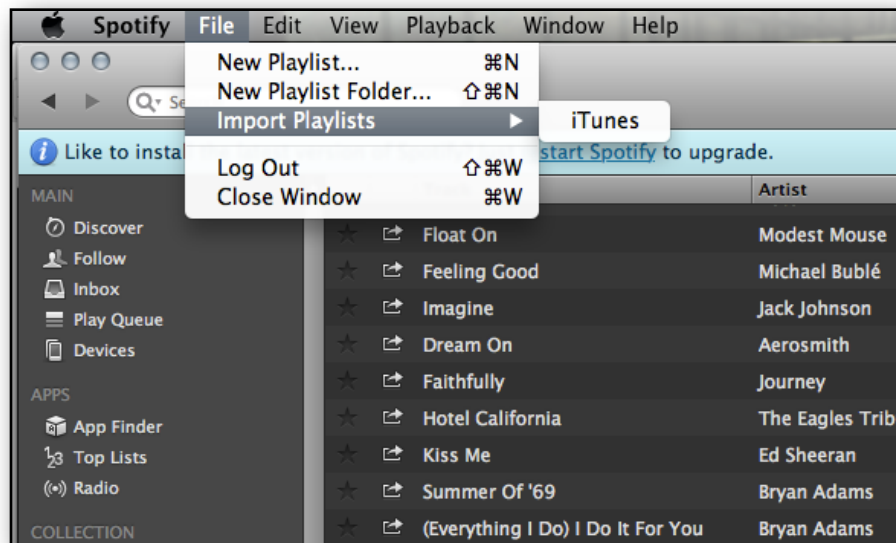 Spotify File Edit View Playback Window Help
New Playlist... ⌘N
New Playlist Folder... ⇧⌘N
Import Playlists ▶ iTunes
Log Out ⇧⌘W
Close Window ⌘W
Like to start Spotify to upgrade.
MAIN
Discover
Follow
Inbox
Play Queue
Devices
APPS
App Finder
Top Lists
Radio
COLLECTION
Artist
Float On Modest Mouse
Feeling Good Michael Bublé
Imagine Jack Johnson
Dream On Aerosmith
Faithfully Journey
Hotel California The Eagles Trib
Kiss Me Ed Sheeran
Summer Of '69 Bryan Adams
(Everything I Do) I Do It For You Bryan Adams